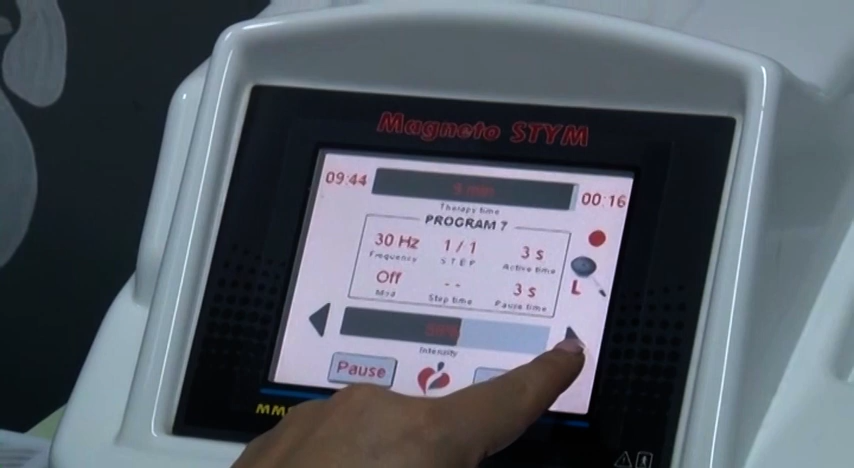 Magneto STYM
09:44
00:16
Therapy time
PROGRAM 7
30 Hz
1 / 1
3 s
Frequency
STEP
Active time
Off
--
3 s
Mod
Stop time
Pause time
L
Intensity
Pause